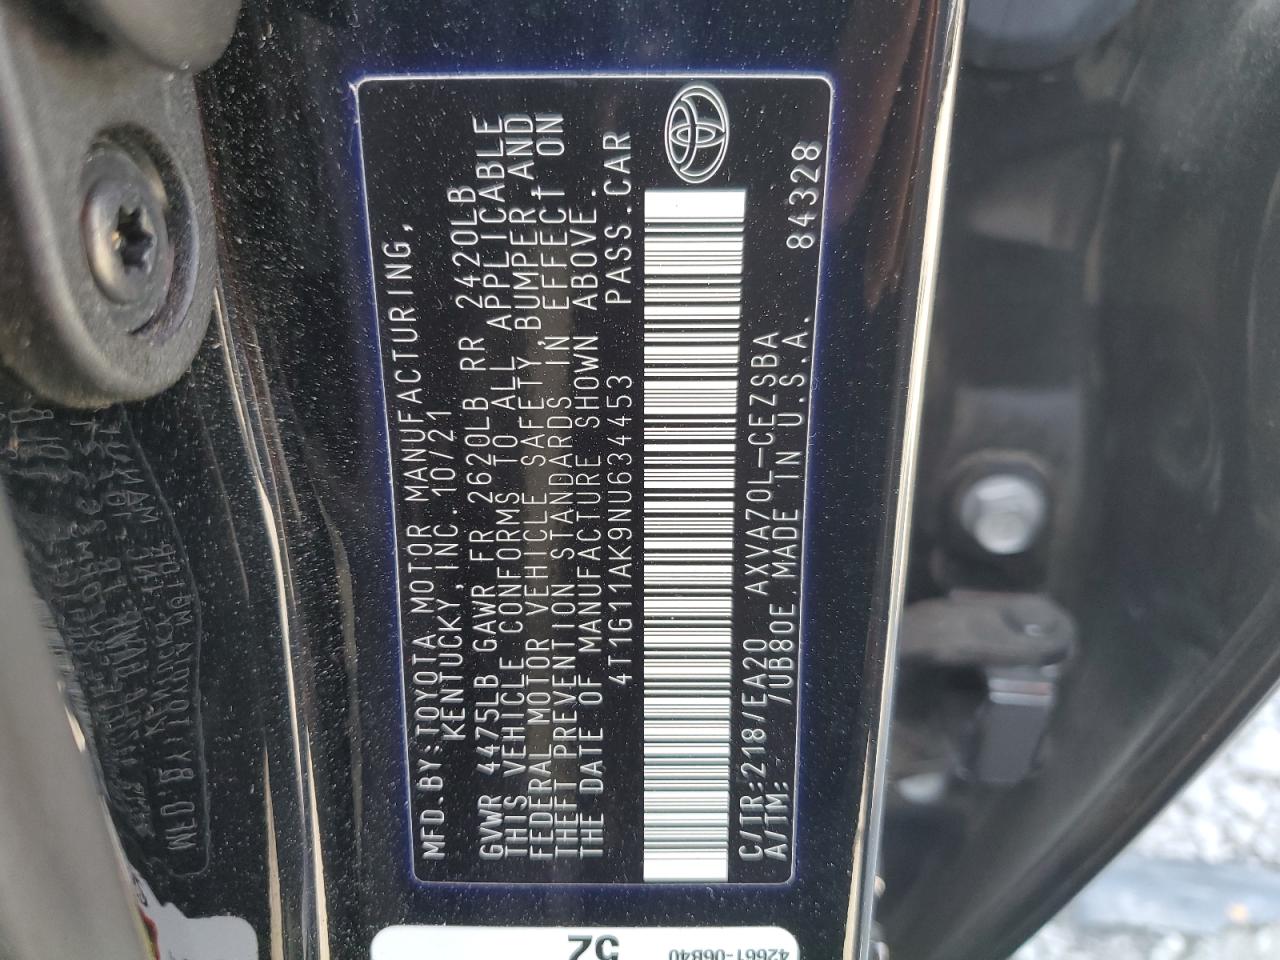 MFD.BY:TOYOTA MOTOR MANUFACTURING,
KENTUCKY, INC. 10/21
GVWR 4475LB GAWR FR 2620LB RR 2420LB
THIS VEHICLE CONFORMS TO ALL APPLICABLE
FEDERAL MOTOR VEHICLE SAFETY, BUMPER, AND
THEFT PREVENTION STANDARDS IN EFFECT ON
THE DATE OF MANUFACTURE SHOWN ABOVE.
4T1G11AK9NU634453 PASS.CAR
C/TR:218/EA20 AXVA70L-CEZSBA
A/TM: /UB80E MADE IN U.S.A. 84328
52
42661-06B40